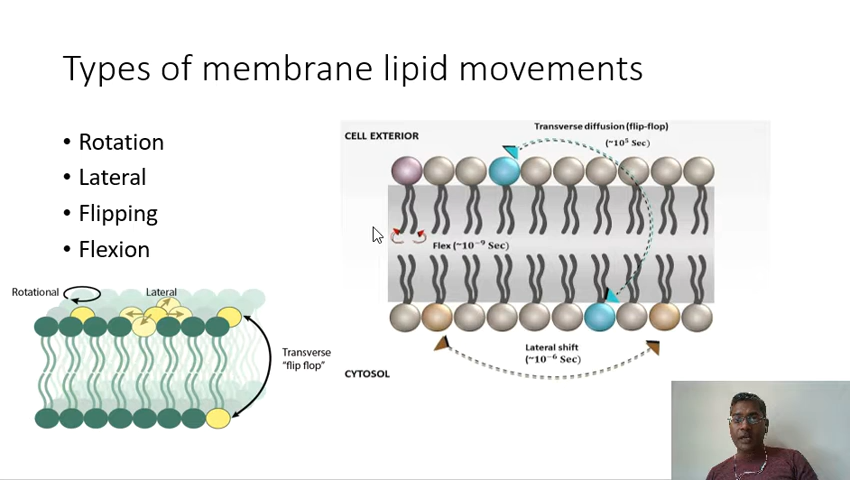 Types of membrane lipid movements
• Rotation
• Lateral
• Flipping
• Flexion
CELL EXTERIOR
Transverse diffusion (flip-flop)
(~10⁵ Sec)
Flex (~10⁻⁹ Sec)
Lateral shift
(~10⁻⁶ Sec)
CYTOSOL
Rotational
Lateral
Transverse
"flip flop"